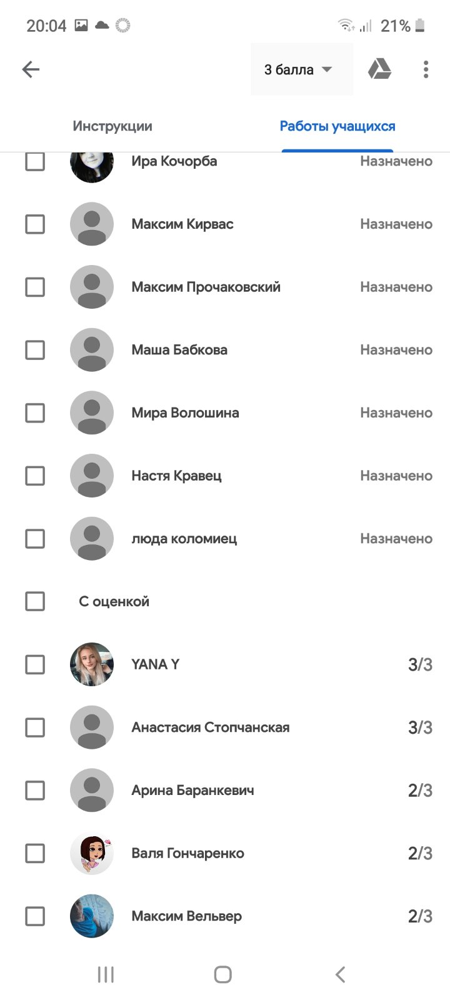 20:04 21%
3 балла
Инструкции Работы учащихся
Ира Кочорба Назначено
Максим Кирвас Назначено
Максим Прочаковский Назначено
Маша Бабкова Назначено
Мира Волошина Назначено
Настя Кравец Назначено
люда коломиец Назначено
С оценкой
YANA Y 3/3
Анастасия Стопчанская 3/3
Арина Баранкевич 2/3
Валя Гончаренко 2/3
Максим Вельвер 2/3